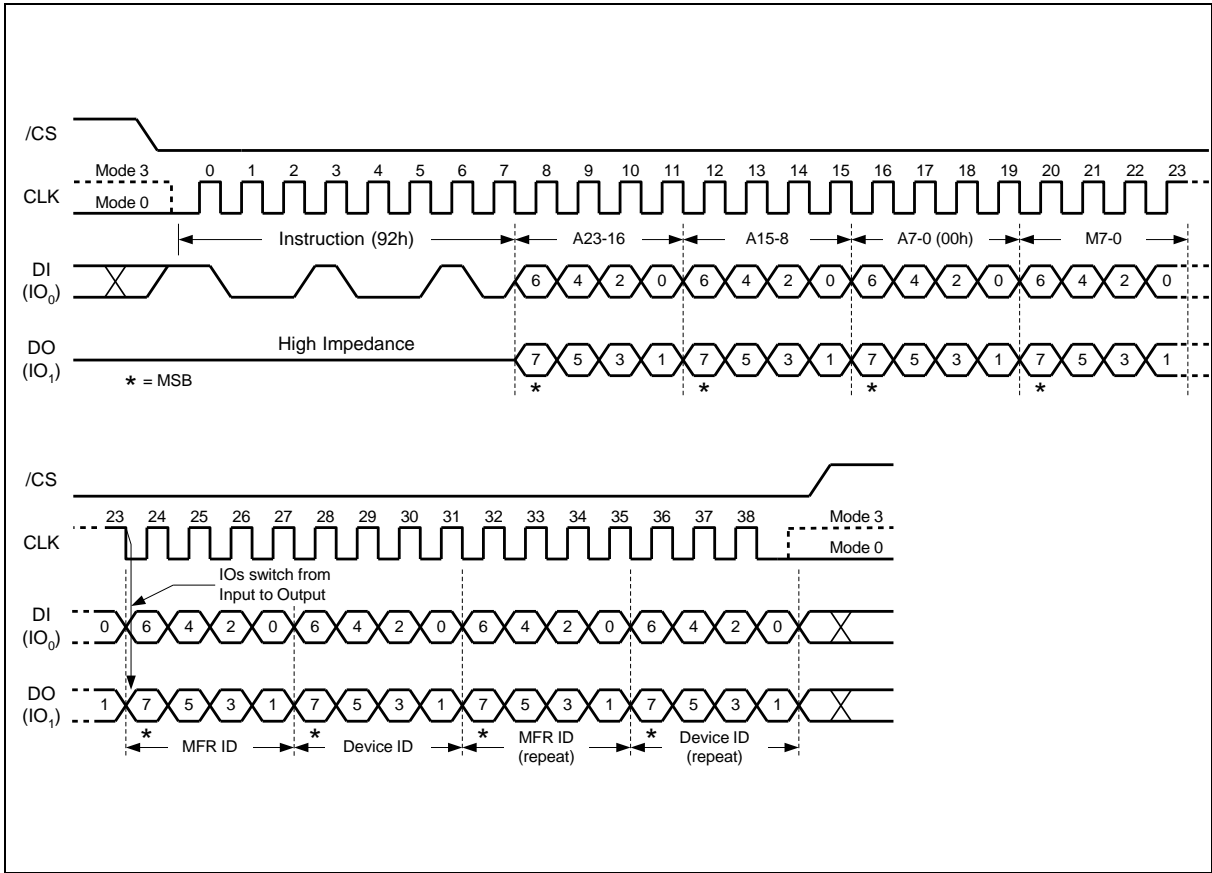 /CS
Mode 3 0 1 2 3 4 5 6 7 8 9 10 11 12 13 14 15 16 17 18 19 20 21 22 23
CLK
Mode 0
Instruction (92h) A23-16 A15-8 A7-0 (00h) M7-0
DI
(IO0) 6 4 2 0 6 4 2 0 6 4 2 0 6 4 2 0
High Impedance
DO
(IO1) 7 5 3 1 7 5 3 1 7 5 3 1 7 5 3 1
* = MSB * * * *
/CS
23 24 25 26 27 28 29 30 31 32 33 34 35 36 37 38 Mode 3
CLK
Mode 0
IOs switch from
Input to Output
DI
(IO0) 0 6 4 2 0 6 4 2 0 6 4 2 0 6 4 2 0
DO
(IO1) 1 7 5 3 1 7 5 3 1 7 5 3 1 7 5 3 1
* * * *
MFR ID Device ID MFR ID
(repeat) Device ID
(repeat)